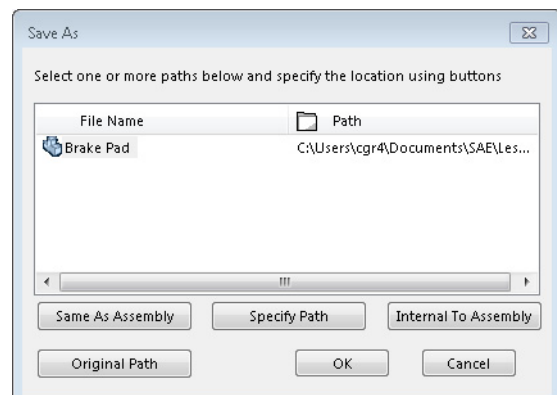 Save As
Select one or more paths below and specify the location using buttons
File Name Path
Brake Pad C:\Users\cgr4\Documents\SAE\Les...
Same As Assembly Specify Path Internal To Assembly
Original Path OK Cancel